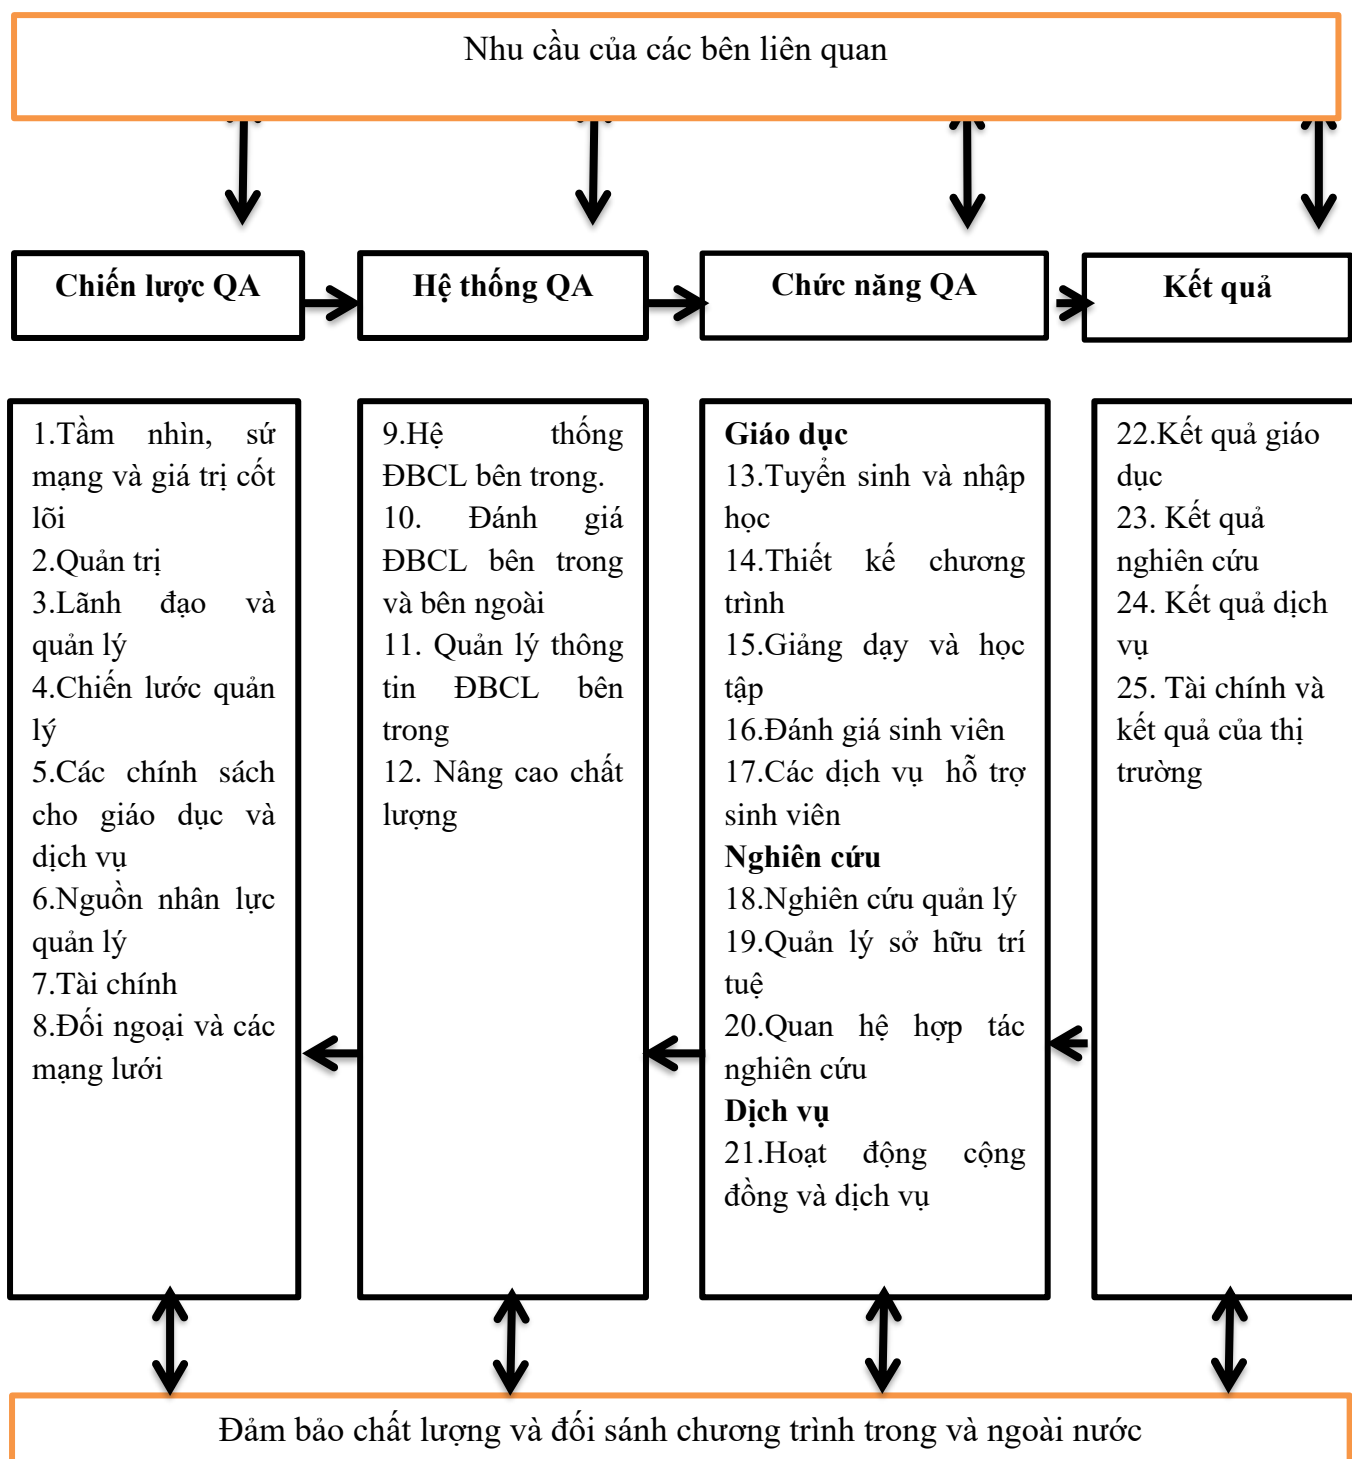 Nhu cầu của các bên liên quan
Chiến lược QA
Hệ thống QA
Chức năng QA
Kết quả
1.Tầm nhìn, sứ
mạng và giá trị cốt
lõi
2.Quản trị
3.Lãnh đạo và
quản lý
4.Chiến lước quản
lý
5.Các chính sách
cho giáo dục và
dịch vụ
6.Nguồn nhân lực
quản lý
7.Tài chính
8.Đối ngoại và các
mạng lưới
9.Hệ thống
ĐBCL bên trong.
10. Đánh giá
ĐBCL bên trong
và bên ngoài
11. Quản lý thông
tin ĐBCL bên
trong
12. Nâng cao chất
lượng
Giáo dục
13.Tuyển sinh và nhập
học
14.Thiết kế chương
trình
15.Giảng dạy và học
tập
16.Đánh giá sinh viên
17.Các dịch vụ hỗ trợ
sinh viên
Nghiên cứu
18.Nghiên cứu quản lý
19.Quản lý sở hữu trí
tuệ
20.Quan hệ hợp tác
nghiên cứu
Dịch vụ
21.Hoạt động cộng
đồng và dịch vụ
22.Kết quả giáo
dục
23. Kết quả
nghiên cứu
24. Kết quả dịch
vụ
25. Tài chính và
kết quả của thị
trường
Đảm bảo chất lượng và đối sánh chương trình trong và ngoài nước